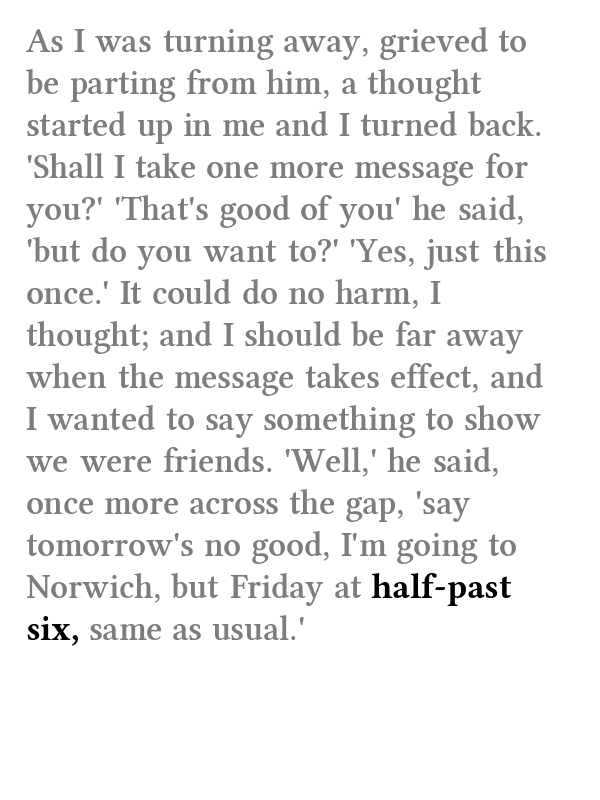 As I was turning away, grieved to
be parting from him, a thought
started up in me and I turned back.
'Shall I take one more message for
you?' 'That's good of you' he said,
'but do you want to?' 'Yes, just this
once.' It could do no harm, I
thought; and I should be far away
when the message takes effect, and
I wanted to say something to show
we were friends. 'Well,' he said,
once more across the gap, 'say
tomorrow's no good, I'm going to
Norwich, but Friday at half-past
six, same as usual.'